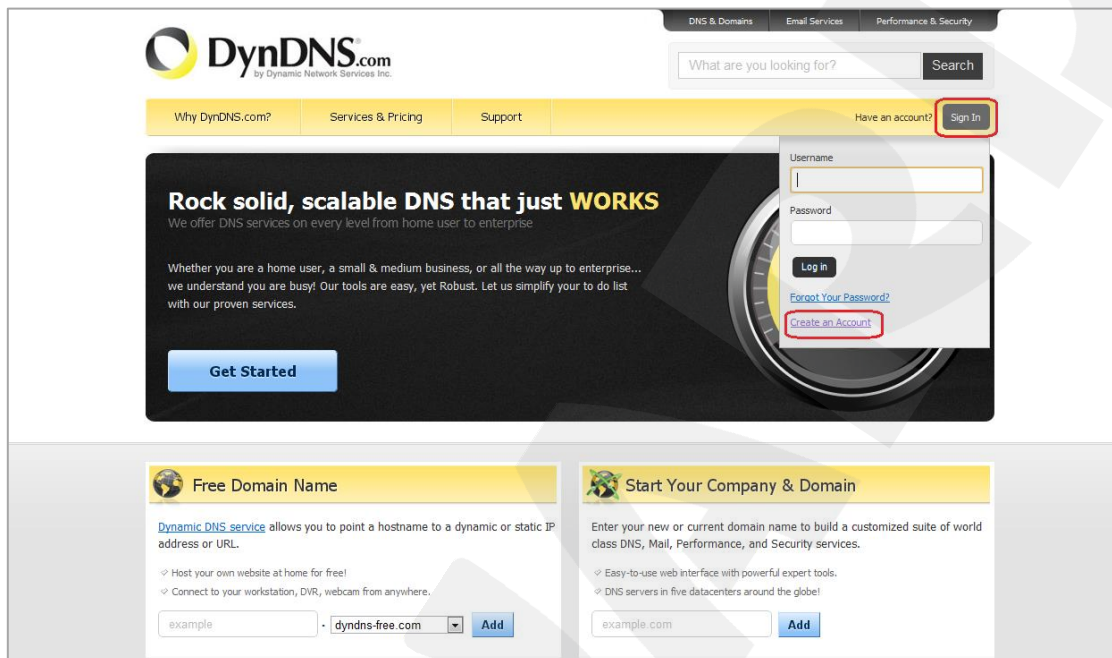 DNS & Domains Email Services Performance & Security
DynDNS.com
by Dynamic Network Services Inc.
What are you looking for? Search
Why DynDNS.com? Services & Pricing Support Have an account? Sign In
Username
Password
Log in
Forgot Your Password?
Create an Account
Rock solid, scalable DNS that just WORKS
We offer DNS services on every level from home user to enterprise
Whether you are a home user, a small & medium business, or all the way up to enterprise...
we understand you are busy! Our tools are easy, yet Robust. Let us simplify your to do list
with our proven services.
Get Started
Free Domain Name
Dynamic DNS service allows you to point a hostname to a dynamic or static IP
address or URL.
Host your own website at home for free!
Connect to your workstation, DVR, webcam from anywhere.
example . dyndns-free.com Add
Start Your Company & Domain
Enter your new or current domain name to build a customized suite of world
class DNS, Mail, Performance, and Security services.
Easy-to-use web interface with powerful expert tools.
DNS servers in five datacenters around the globe!
example.com Add